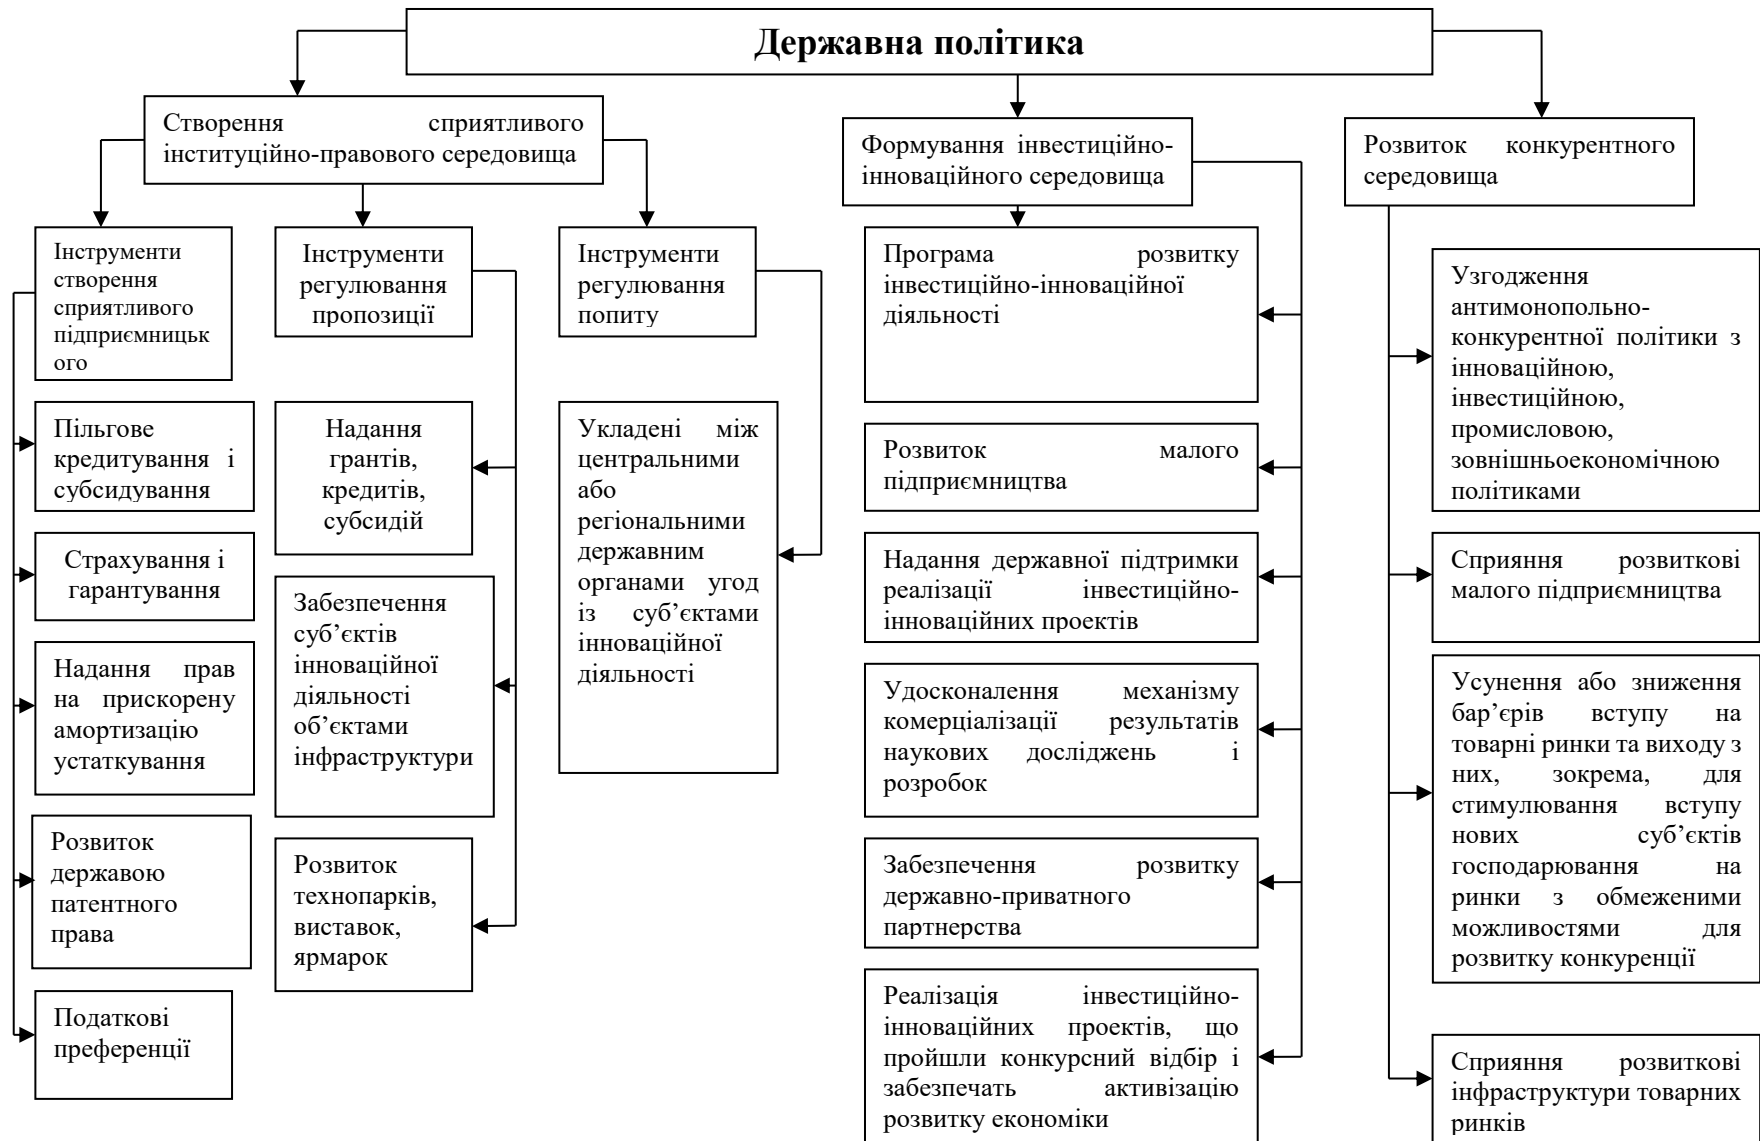 Державна політика
Створення сприятливого
інституційно-правового середовища
Формування інвестиційно-
інноваційного середовища
Розвиток конкурентного
середовища
Інструменти
створення
сприятливого
підприємницьк
ого
Інструменти
регулювання
пропозиції
Інструменти
регулювання
попиту
Пільгове
кредитування і
субсидування
Страхування і
гарантування
Надання прав
на прискорену
амортизацію
устаткування
Розвиток
державою
патентного
права
Податкові
преференції
Надання
грантів,
кредитів,
субсидій
Забезпечення
суб’єктів
інноваційної
діяльності
об’єктами
інфраструктури
Розвиток
технопарків,
виставок,
ярмарок
Укладені між
центральними
або
регіональними
державним
органами угод
із суб’єктами
інноваційної
діяльності
Програма розвитку
інвестиційно-інноваційної
діяльності
Розвиток малого
підприємництва
Надання державної підтримки
реалізації інвестиційно-
інноваційних проектів
Удосконалення механізму
комерціалізації результатів
наукових досліджень і
розробок
Забезпечення розвитку
державно-приватного
партнерства
Реалізація інвестиційно-
інноваційних проектів, що
пройшли конкурсний відбір і
забезпечать активізацію
розвитку економіки
Узгодження
антимонопольно-
конкурентної політики з
інноваційною,
інвестиційною,
промисловою,
зовнішньоекономічною
політиками
Сприяння розвиткові
малого підприємництва
Усунення або зниження
бар’єрів вступу на
товарні ринки та виходу з
них, зокрема, для
стимулювання вступу
нових суб’єктів
господарювання на
ринки з обмеженими
можливостями для
розвитку конкуренції
Сприяння розвиткові
інфраструктури товарних
ринків